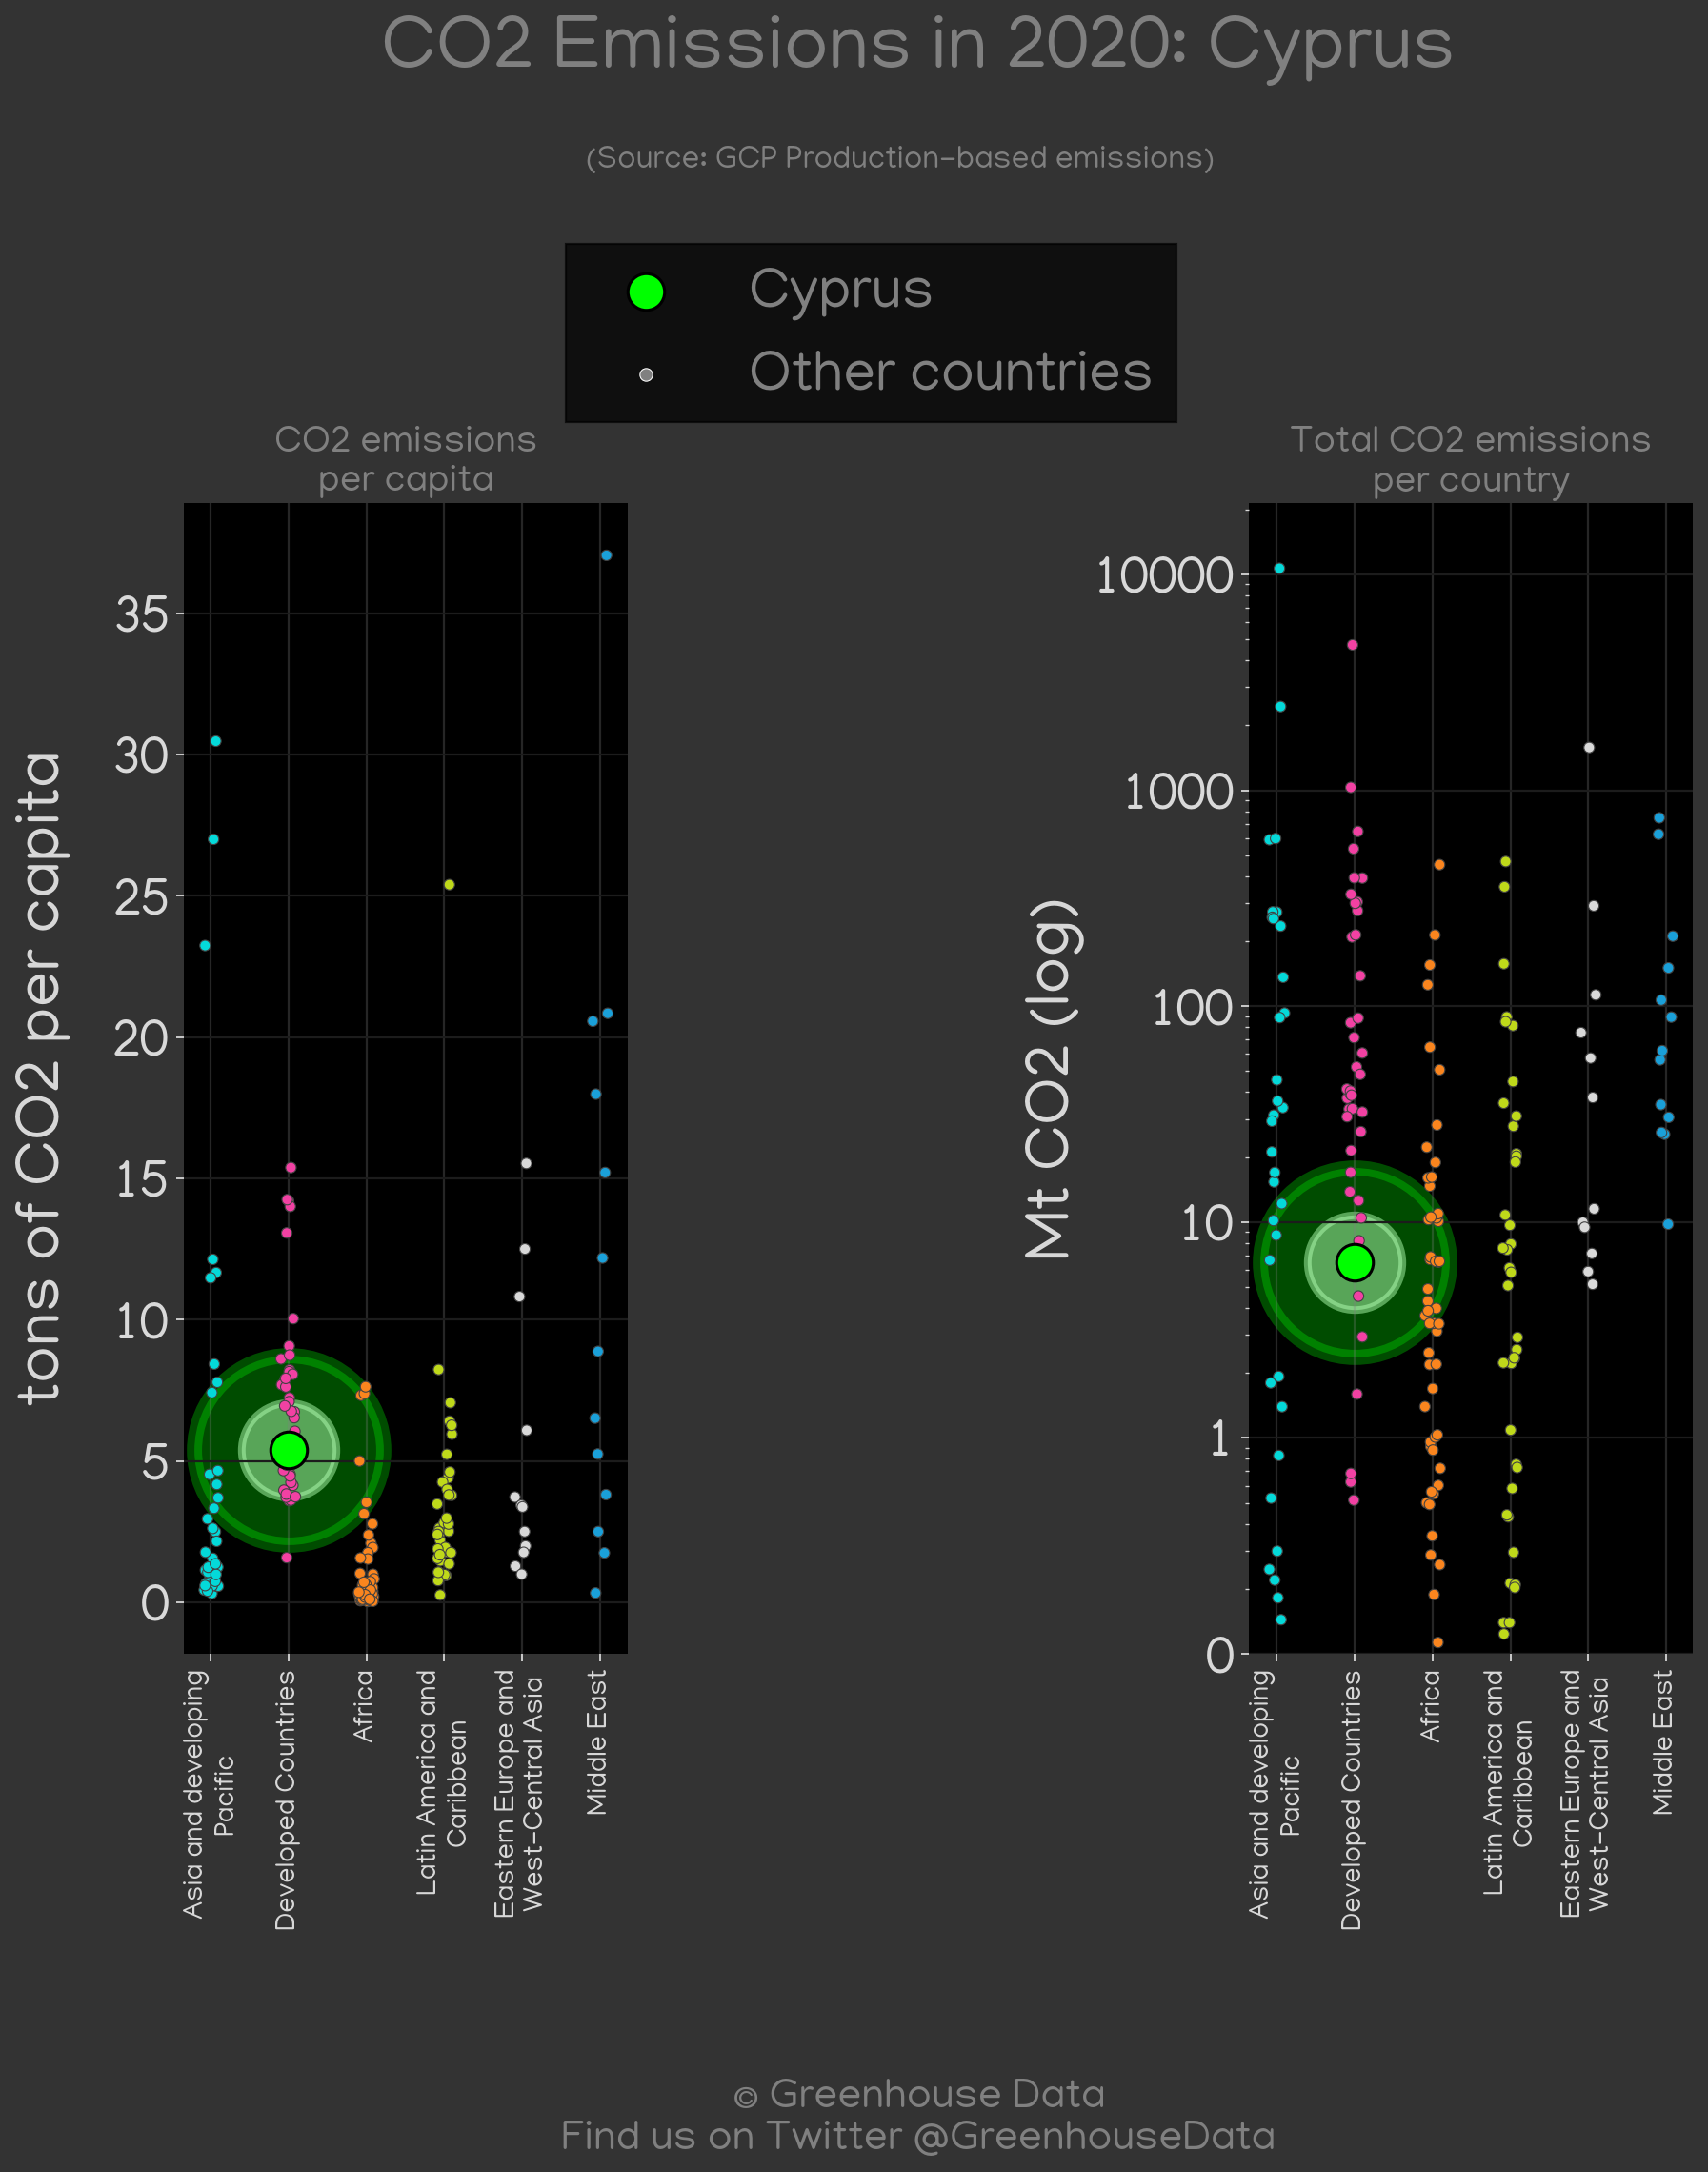 CO2 Emissions in 2020: Cyprus
(Source: GCP Production-based emissions)
Cyprus
Other countries
CO2 emissions
per capita
tons of CO2 per capita
35
30
25
20
15
10
5
0
Asia and developing
Pacific
Developed Countries
Africa
Latin America and
Caribbean
Eastern Europe and
West-Central Asia
Middle East
Total CO2 emissions
per country
Mt CO2 (log)
10000
1000
100
10
1
0
Asia and developing
Pacific
Developed Countries
Africa
Latin America and
Caribbean
Eastern Europe and
West-Central Asia
Middle East
© Greenhouse Data
Find us on Twitter @GreenhouseData